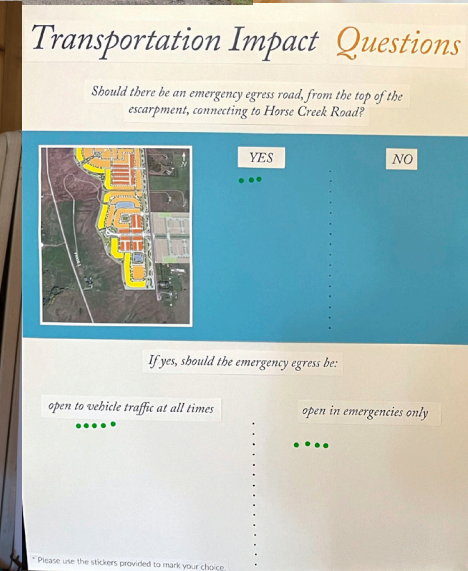 Transportation Impact Questions
Should there be an emergency egress road, from the top of the
escarpment, connecting to Horse Creek Road?
YES
NO
If yes, should the emergency egress be:
open to vehicle traffic at all times
open in emergencies only
* Please use the stickers provided to mark your choice.